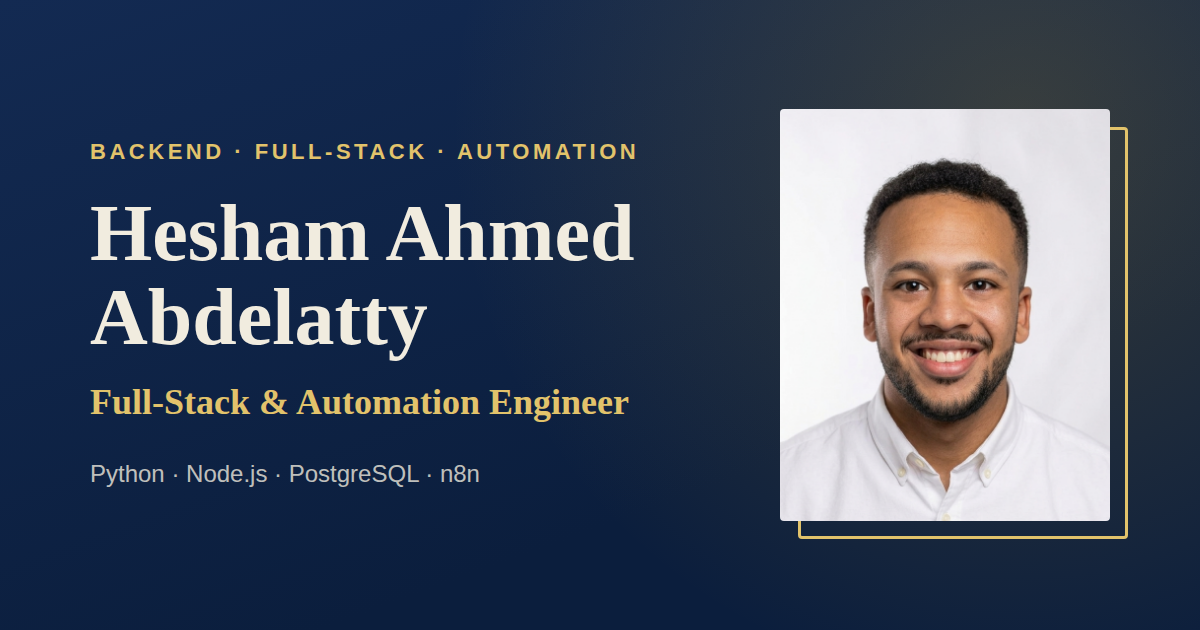 BACKEND · FULL-STACK · AUTOMATION
Hesham Ahmed
Abdelatty
Full-Stack & Automation Engineer
Python · Node.js · PostgreSQL · n8n